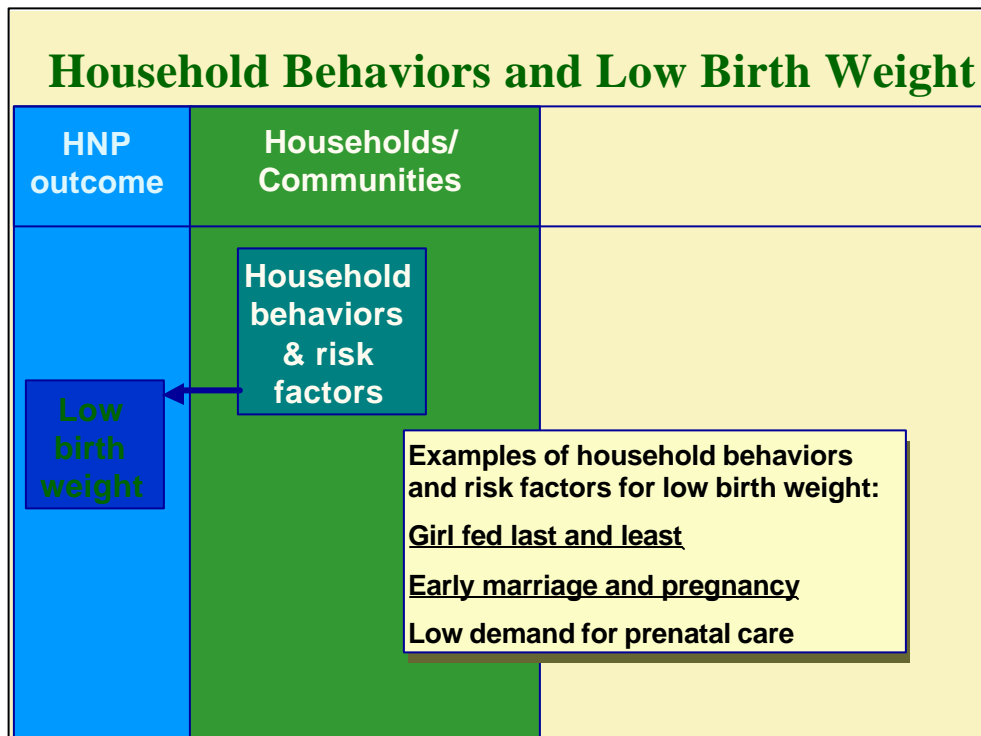 Household Behaviors and Low Birth Weight
HNP
outcome
Households/
Communities
Household
behaviors
& risk
factors
Low
birth
weight
Examples of household behaviors
and risk factors for low birth weight:
Girl fed last and least
Early marriage and pregnancy
Low demand for prenatal care